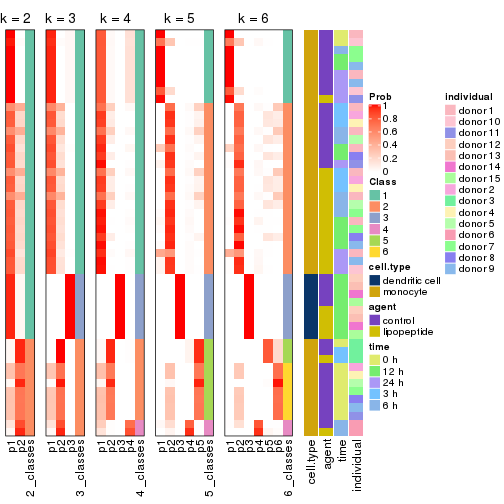 k = 2
k = 3
k = 4
k = 5
k = 6
p1
p2
2_classes
p1
p2
p3
3_classes
p1
p2
p3
p4
4_classes
p1
p2
p3
p4
p5
5_classes
p1
p2
p3
p4
p5
p6
6_classes
cell.type
agent
time
individual
Prob
1
0.8
0.6
0.4
0.2
0
Class
1
2
3
4
5
6
cell.type
dendritic cell
monocyte
agent
control
lipopeptide
time
0 h
12 h
24 h
3 h
6 h
individual
donor 1
donor 10
donor 11
donor 12
donor 13
donor 14
donor 15
donor 2
donor 3
donor 4
donor 5
donor 6
donor 7
donor 8
donor 9